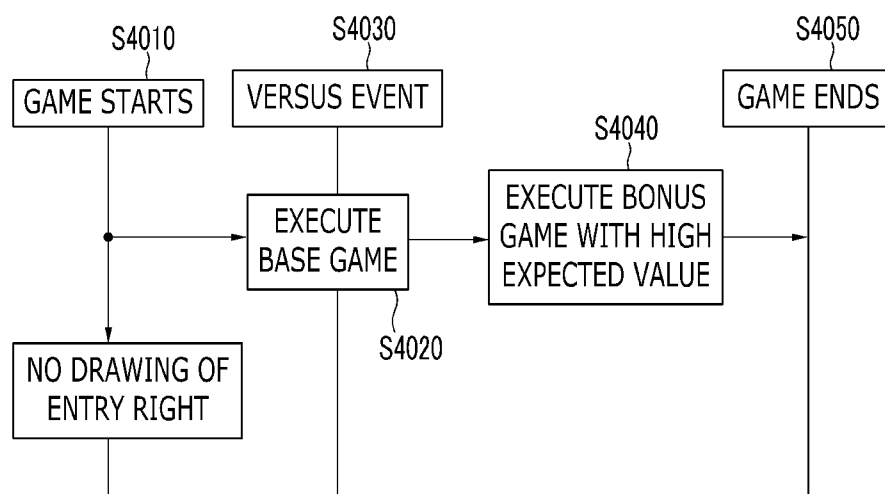 S4010
S4030
S4050
GAME STARTS
VERSUS EVENT
GAME ENDS
S4040
EXECUTE
BASE GAME
EXECUTE BONUS
GAME WITH HIGH
EXPECTED VALUE
S4020
NO DRAWING OF
ENTRY RIGHT